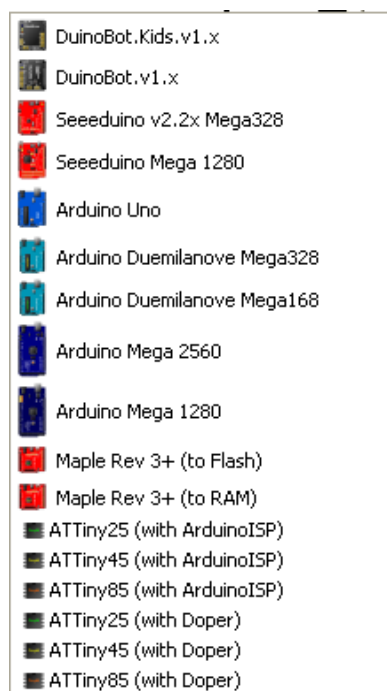 DuinoBot.Kids.v1.x
DuinoBot.v1.x
Seeeduino v2.2x Mega328
Seeeduino Mega 1280
Arduino Uno
Arduino Duemilanove Mega328
Arduino Duemilanove Mega168
Arduino Mega 2560
Arduino Mega 1280
Maple Rev 3+ (to Flash)
Maple Rev 3+ (to RAM)
ATTiny25 (with ArduinoISP)
ATTiny45 (with ArduinoISP)
ATTiny85 (with ArduinoISP)
ATTiny25 (with Doper)
ATTiny45 (with Doper)
ATTiny85 (with Doper)